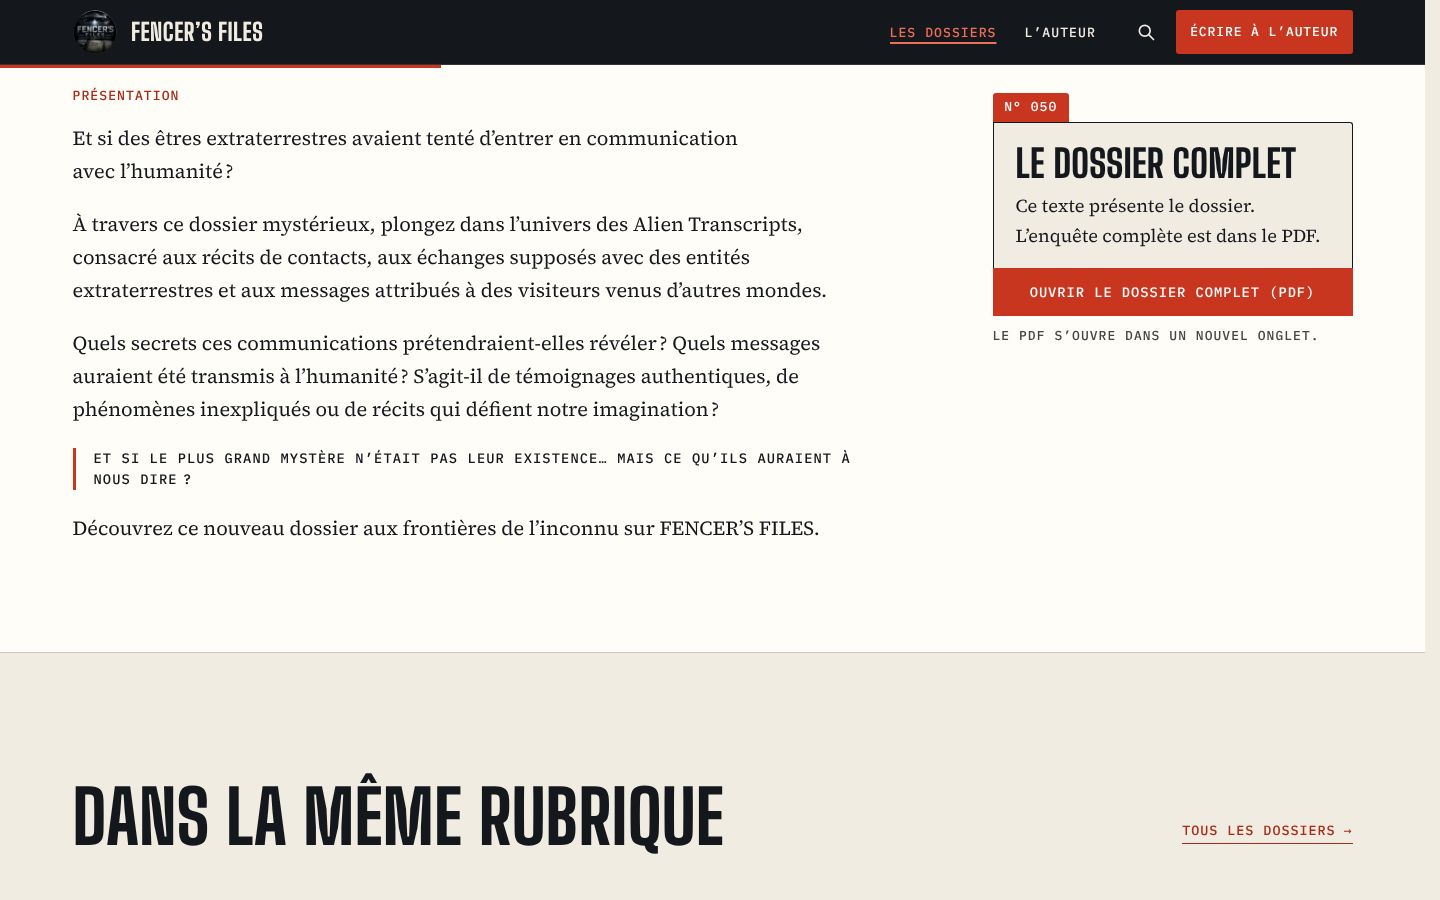 FENCER'S FILES
LES DOSSIERS
L'AUTEUR
ÉCRIRE À L'AUTEUR
PRÉSENTATION
Et si des êtres extraterrestres avaient tenté d'entrer en communication
avec l'humanité ?
À travers ce dossier mystérieux, plongez dans l'univers des Alien Transcripts,
consacré aux récits de contacts, aux échanges supposés avec des entités
extraterrestres et aux messages attribués à des visiteurs venus d'autres mondes.
Quels secrets ces communications prétendraient-elles révéler ? Quels messages
auraient été transmis à l'humanité ? S'agit-il de témoignages authentiques, de
phénomènes inexpliqués ou de récits qui défient notre imagination ?
ET SI LE PLUS GRAND MYSTÈRE N'ÉTAIT PAS LEUR EXISTENCE… MAIS CE QU'ILS AURAIENT À
NOUS DIRE ?
Découvrez ce nouveau dossier aux frontières de l'inconnu sur FENCER'S FILES.
N° 050
LE DOSSIER COMPLET
Ce texte présente le dossier.
L'enquête complète est dans le PDF.
OUVRIR LE DOSSIER COMPLET (PDF)
LE PDF S'OUVRE DANS UN NOUVEL ONGLET.
DANS LA MÊME RUBRIQUE
TOUS LES DOSSIERS →